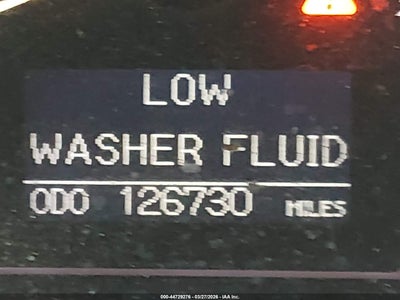 LOW
WASHER FLUID
ODO 126730 MILES
000-44729276 - 03/27/2026 - IAA Inc.